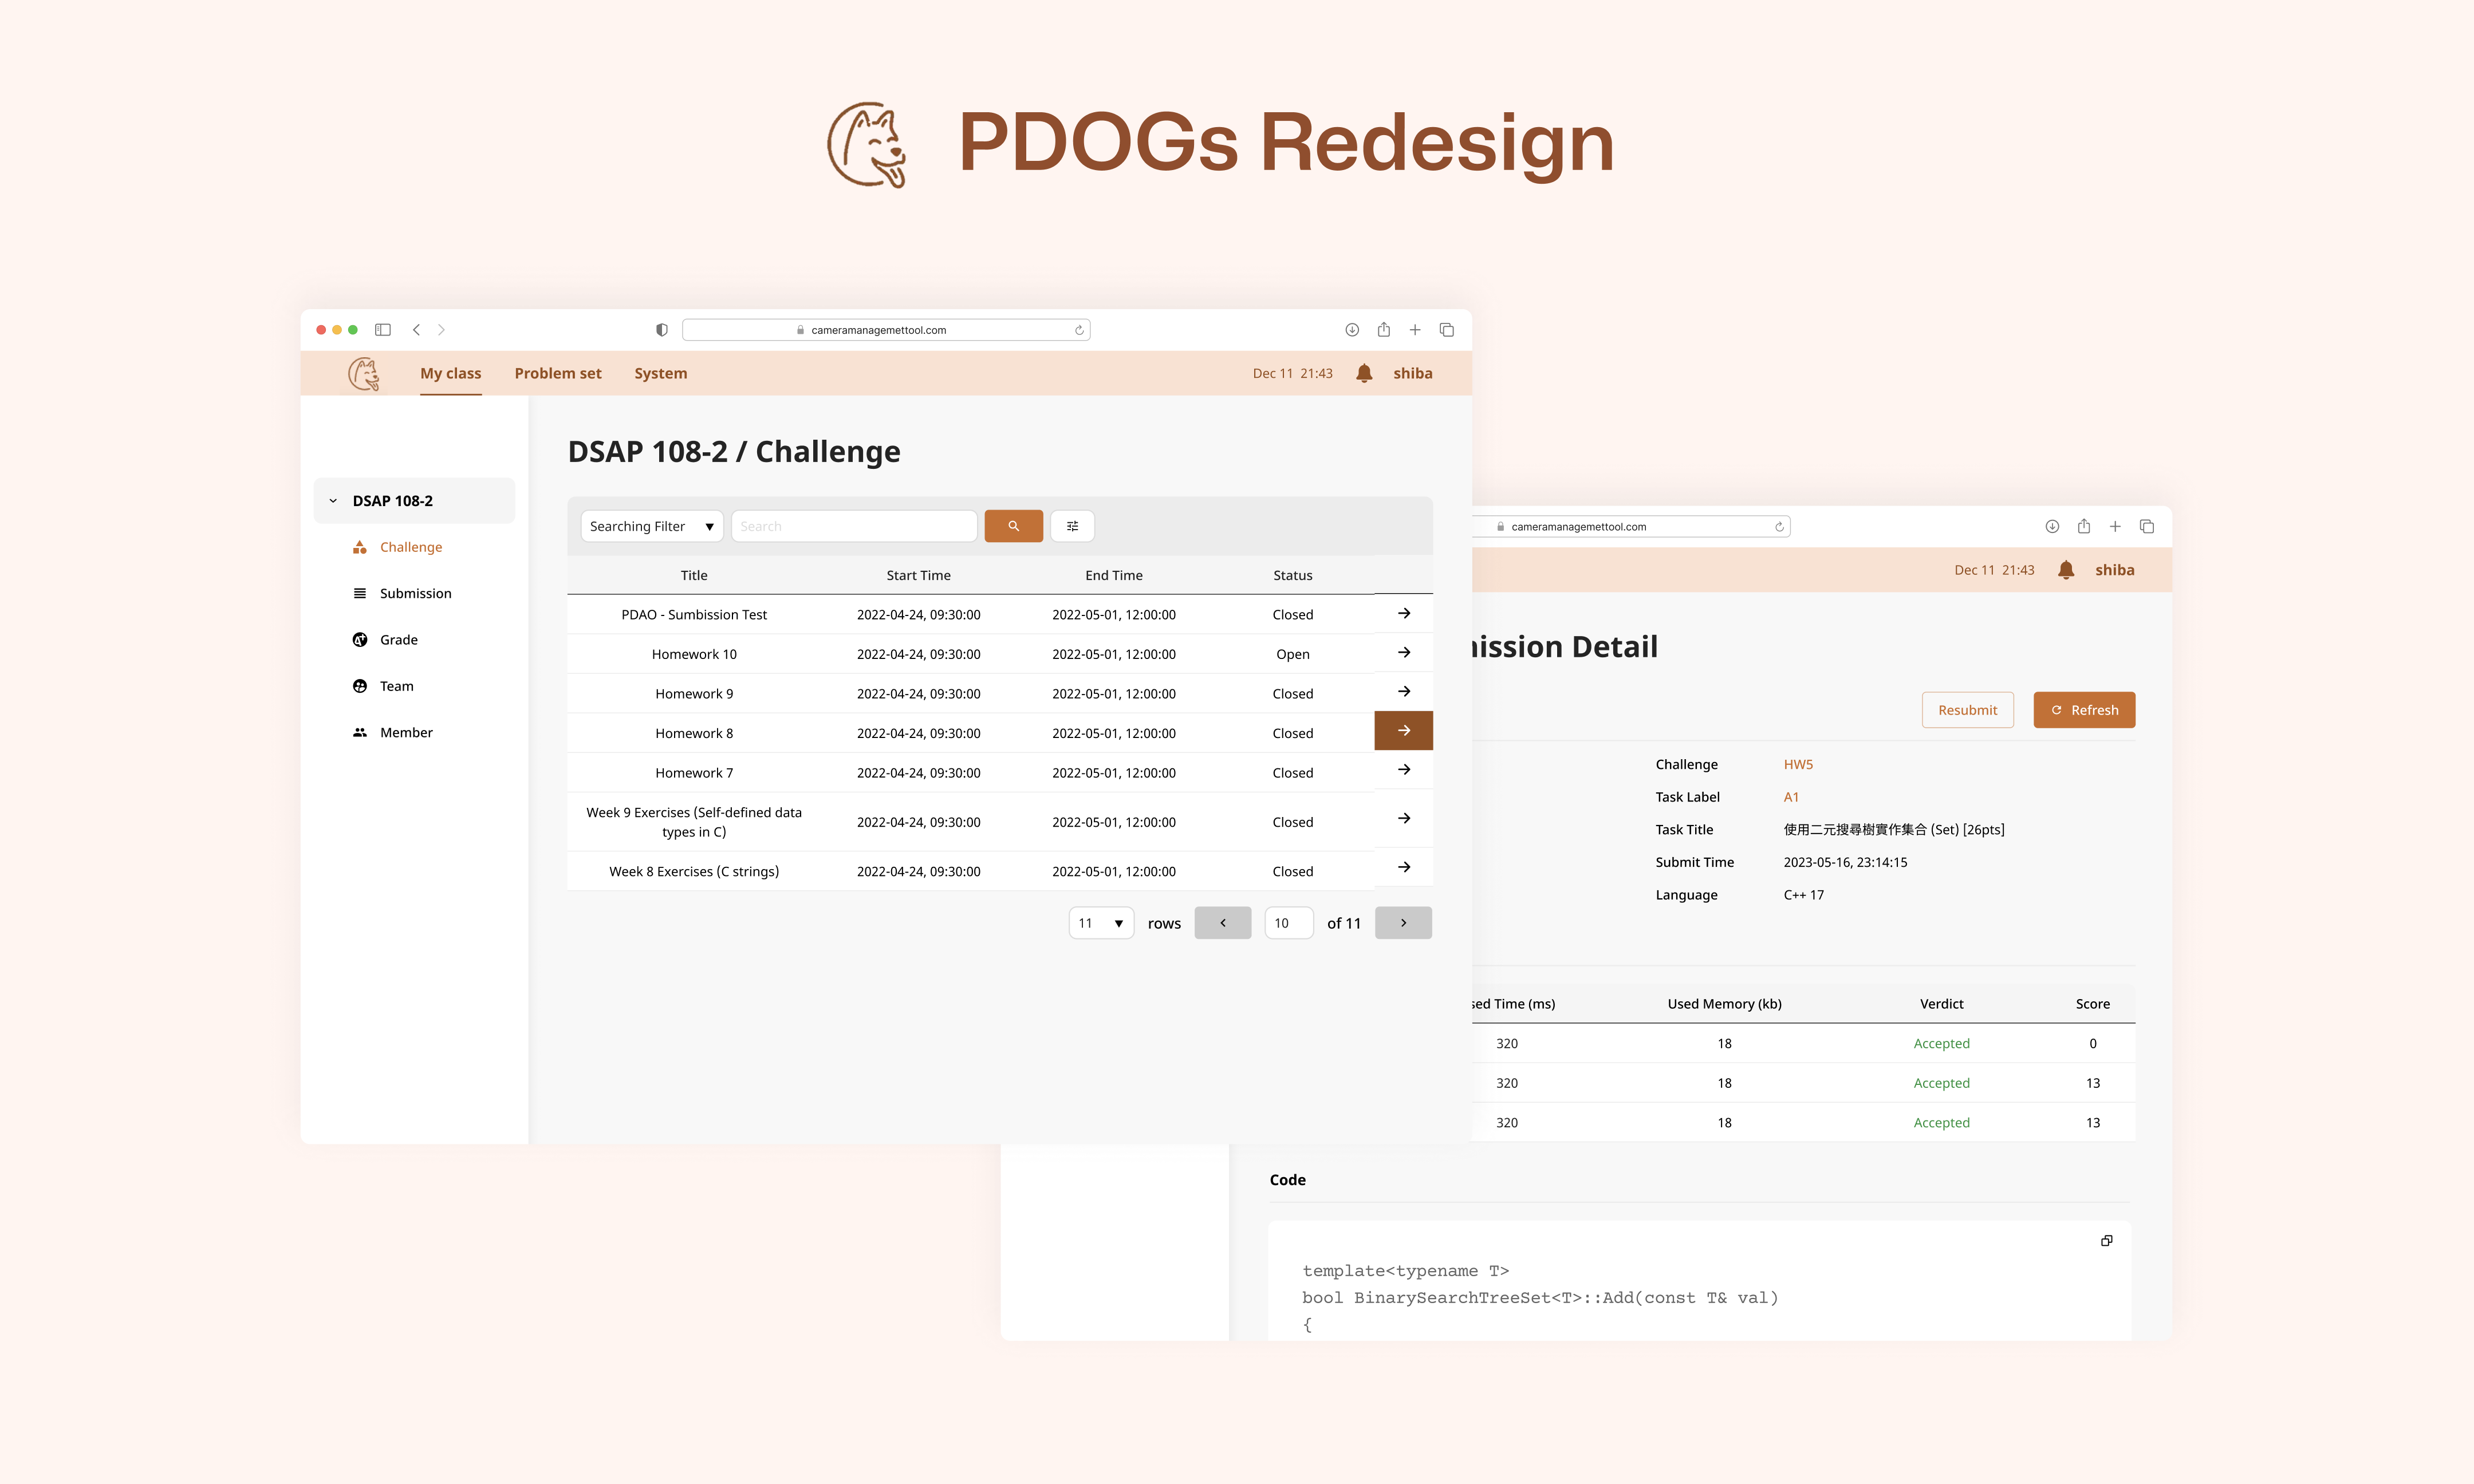 PDOGs Redesign
cameramanagemettool.com
My class Problem set System Dec 11 21:43 shiba
DSAP 108-2
Challenge
Submission
Grade
Team
Member
DSAP 108-2 / Challenge
Searching Filter Search
Title Start Time End Time Status
PDAO - Sumbission Test 2022-04-24, 09:30:00 2022-05-01, 12:00:00 Closed
Homework 10 2022-04-24, 09:30:00 2022-05-01, 12:00:00 Open
Homework 9 2022-04-24, 09:30:00 2022-05-01, 12:00:00 Closed
Homework 8 2022-04-24, 09:30:00 2022-05-01, 12:00:00 Closed
Homework 7 2022-04-24, 09:30:00 2022-05-01, 12:00:00 Closed
Week 9 Exercises (Self-defined data
types in C) 2022-04-24, 09:30:00 2022-05-01, 12:00:00 Closed
Week 8 Exercises (C strings) 2022-04-24, 09:30:00 2022-05-01, 12:00:00 Closed
11 rows 10 of 11
cameramanagemettool.com
Dec 11 21:43 shiba
ission Detail
Resubmit Refresh
Challenge HW5
Task Label A1
Task Title 使用二元搜尋樹實作集合 (Set) [26pts]
Submit Time 2023-05-16, 23:14:15
Language C++ 17
sed Time (ms) Used Memory (kb) Verdict Score
320 18 Accepted 0
320 18 Accepted 13
320 18 Accepted 13
Code
template<typename T>
bool BinarySearchTreeSet<T>::Add(const T& val)
{